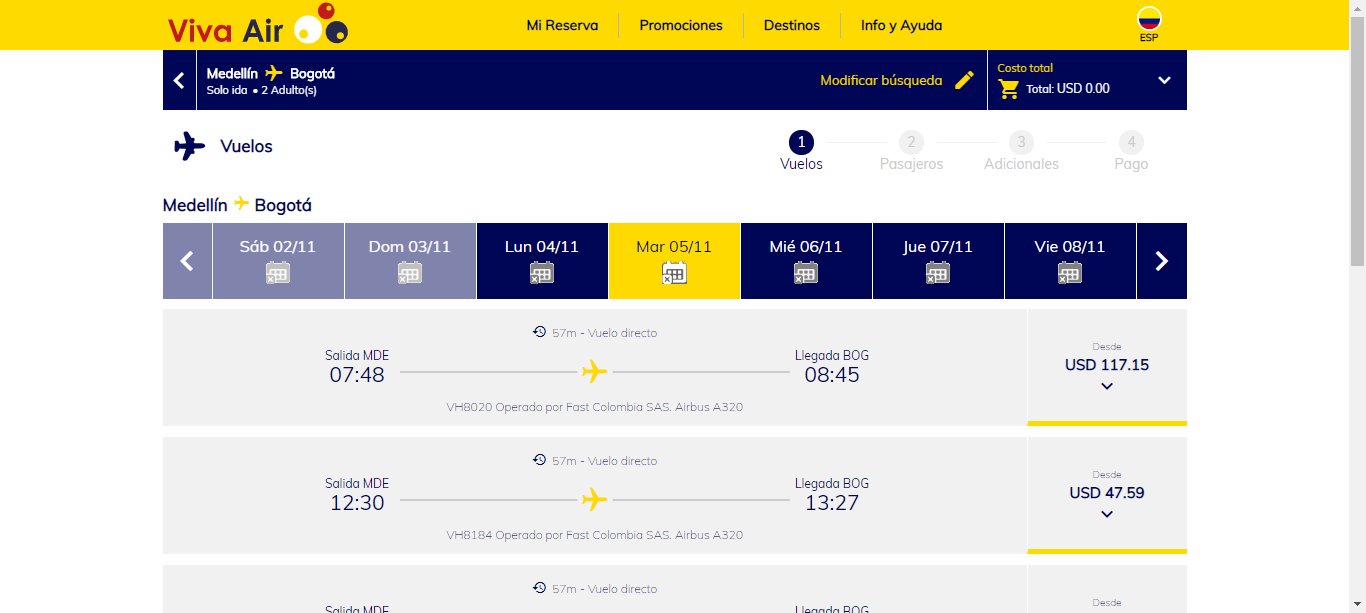 Viva Air
Mi Reserva
Promociones
Destinos
Info y Ayuda
ESP
Medellín Bogotá
Solo ida • 2 Adulto(s)
Modificar búsqueda
Costo total
Total: USD 0.00
Vuelos
1
Vuelos
2
Pasajeros
3
Adicionales
4
Pago
Medellín Bogotá
Sáb 02/11
Dom 03/11
Lun 04/11
Mar 05/11
Mié 06/11
Jue 07/11
Vie 08/11
57m - Vuelo directo
Salida MDE
07:48
Llegada BOG
08:45
VH8020 Operado por Fast Colombia SAS. Airbus A320
Desde
USD 117.15
57m - Vuelo directo
Salida MDE
12:30
Llegada BOG
13:27
VH8184 Operado por Fast Colombia SAS. Airbus A320
Desde
USD 47.59
57m - Vuelo directo
Salida MDE
Llegada BOG
Desde